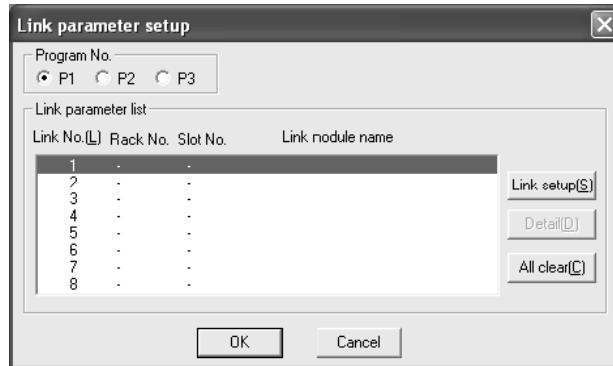 Link parameter setup
Program No.
P1 P2 P3
Link parameter list
Link No.(L) Rack No. Slot No. Link nodule name
1 - -
2 - -
3 - -
4 - -
5 - -
6 - -
7 - -
8 - -
Link setup(S)
Detail(D)
All clear(C)
OK Cancel